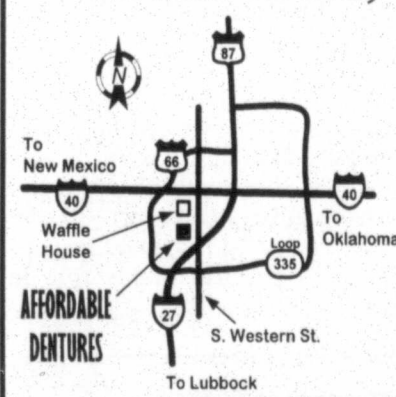 87
N
To
New Mexico
66
40
40
Waffle
House
To
Oklahoma
Loop
335
AFFORDABLE
DENTURES
27
S. Western St.
To Lubbock